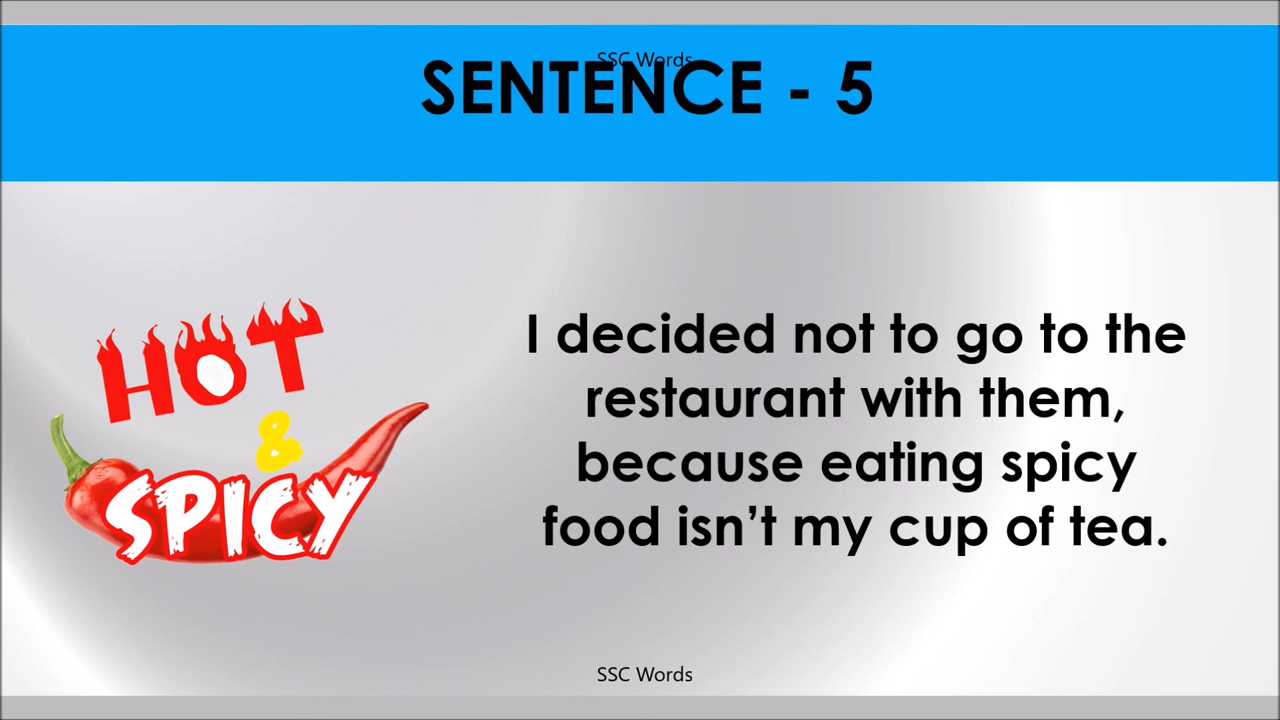 SSC Words
SENTENCE - 5
HOT
&
SPICY
I decided not to go to the
restaurant with them,
because eating spicy
food isn’t my cup of tea.
SSC Words